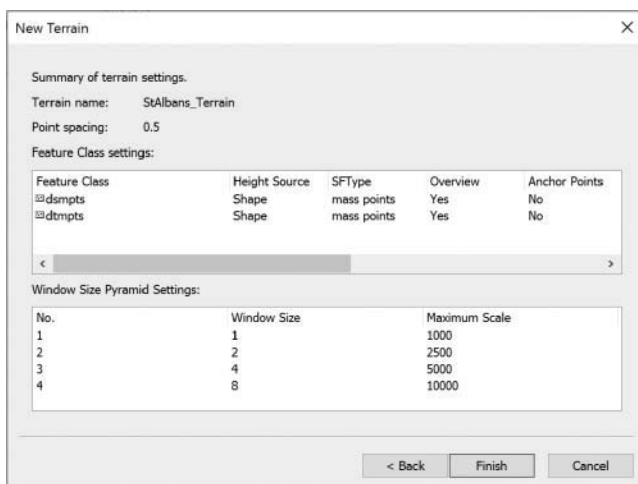 New Terrain
Summary of terrain settings.
Terrain name: StAlbans_Terrain
Point spacing: 0.5
Feature Class settings:
Feature Class Height Source SFType Overview Anchor Points
dsmpts Shape mass points Yes No
dtmpts Shape mass points Yes No
Window Size Pyramid Settings:
No. Window Size Maximum Scale
1 1 1000
2 2 2500
3 4 5000
4 8 10000
< Back Finish Cancel